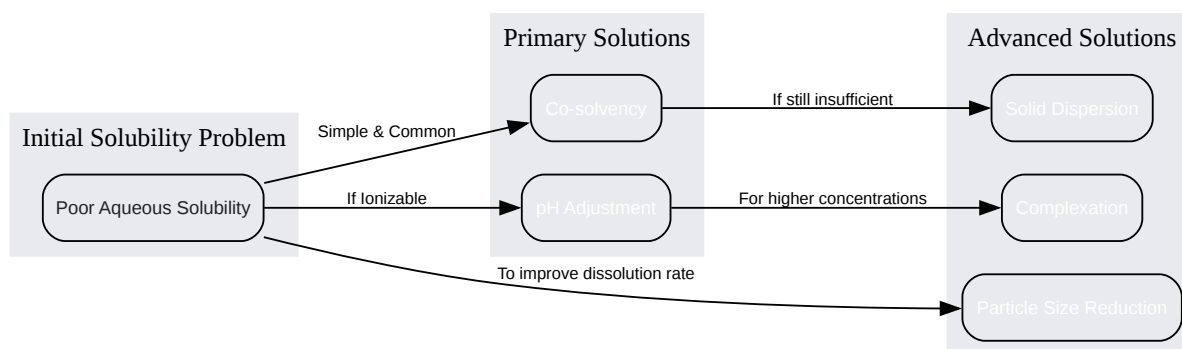 Primary Solutions
Advanced Solutions
Co-solvency
If still insufficient
Solid Dispersion
Simple & Common
Initial Solubility Problem
Poor Aqueous Solubility
If Ionizable
pH Adjustment
For higher concentrations
Complexation
To improve dissolution rate
Particle Size Reduction